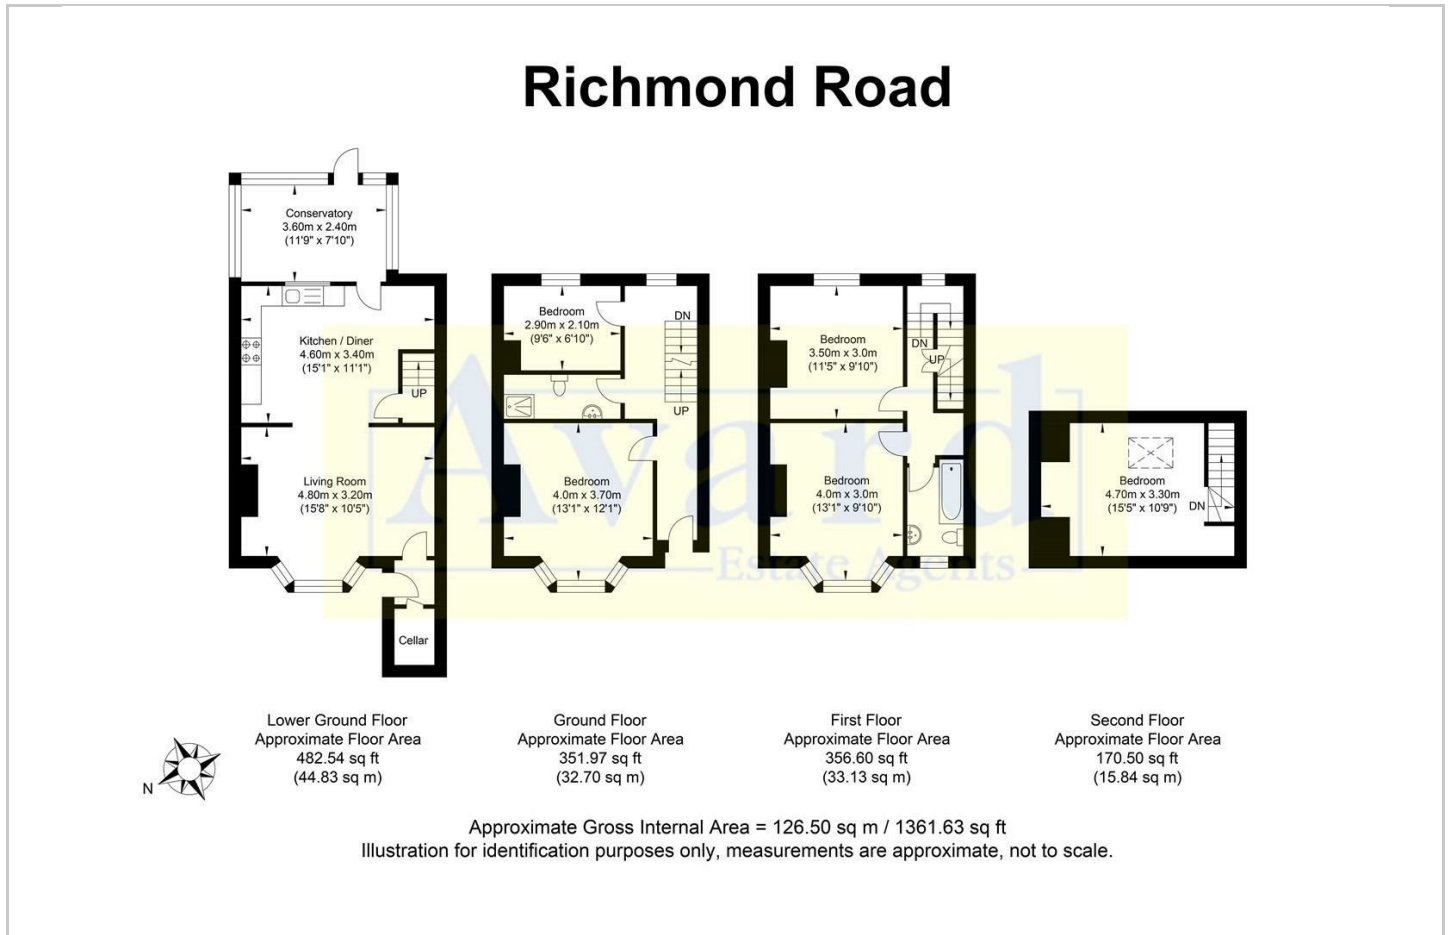 Richmond Road
Conservatory
3.60m x 2.40m
(11'9" x 7'10")
Kitchen / Diner
4.60m x 3.40m
(15'1" x 11'1")
UP
Living Room
4.80m x 3.20m
(15'8" x 10'5")
Cellar
Bedroom
2.90m x 2.10m
(9'6" x 6'10")
DN
UP
Bedroom
4.0m x 3.70m
(13'1" x 12'1")
Bedroom
3.50m x 3.0m
(11'5" x 9'10")
DN
UP
Bedroom
4.0m x 3.0m
(13'1" x 9'10")
Bedroom
4.70m x 3.30m
(15'5" x 10'9")
DN
Avard
Estate Agents
Lower Ground Floor
Approximate Floor Area
482.54 sq ft
(44.83 sq m)
Ground Floor
Approximate Floor Area
351.97 sq ft
(32.70 sq m)
First Floor
Approximate Floor Area
356.60 sq ft
(33.13 sq m)
Second Floor
Approximate Floor Area
170.50 sq ft
(15.84 sq m)
N
Approximate Gross Internal Area = 126.50 sq m / 1361.63 sq ft
Illustration for identification purposes only, measurements are approximate, not to scale.